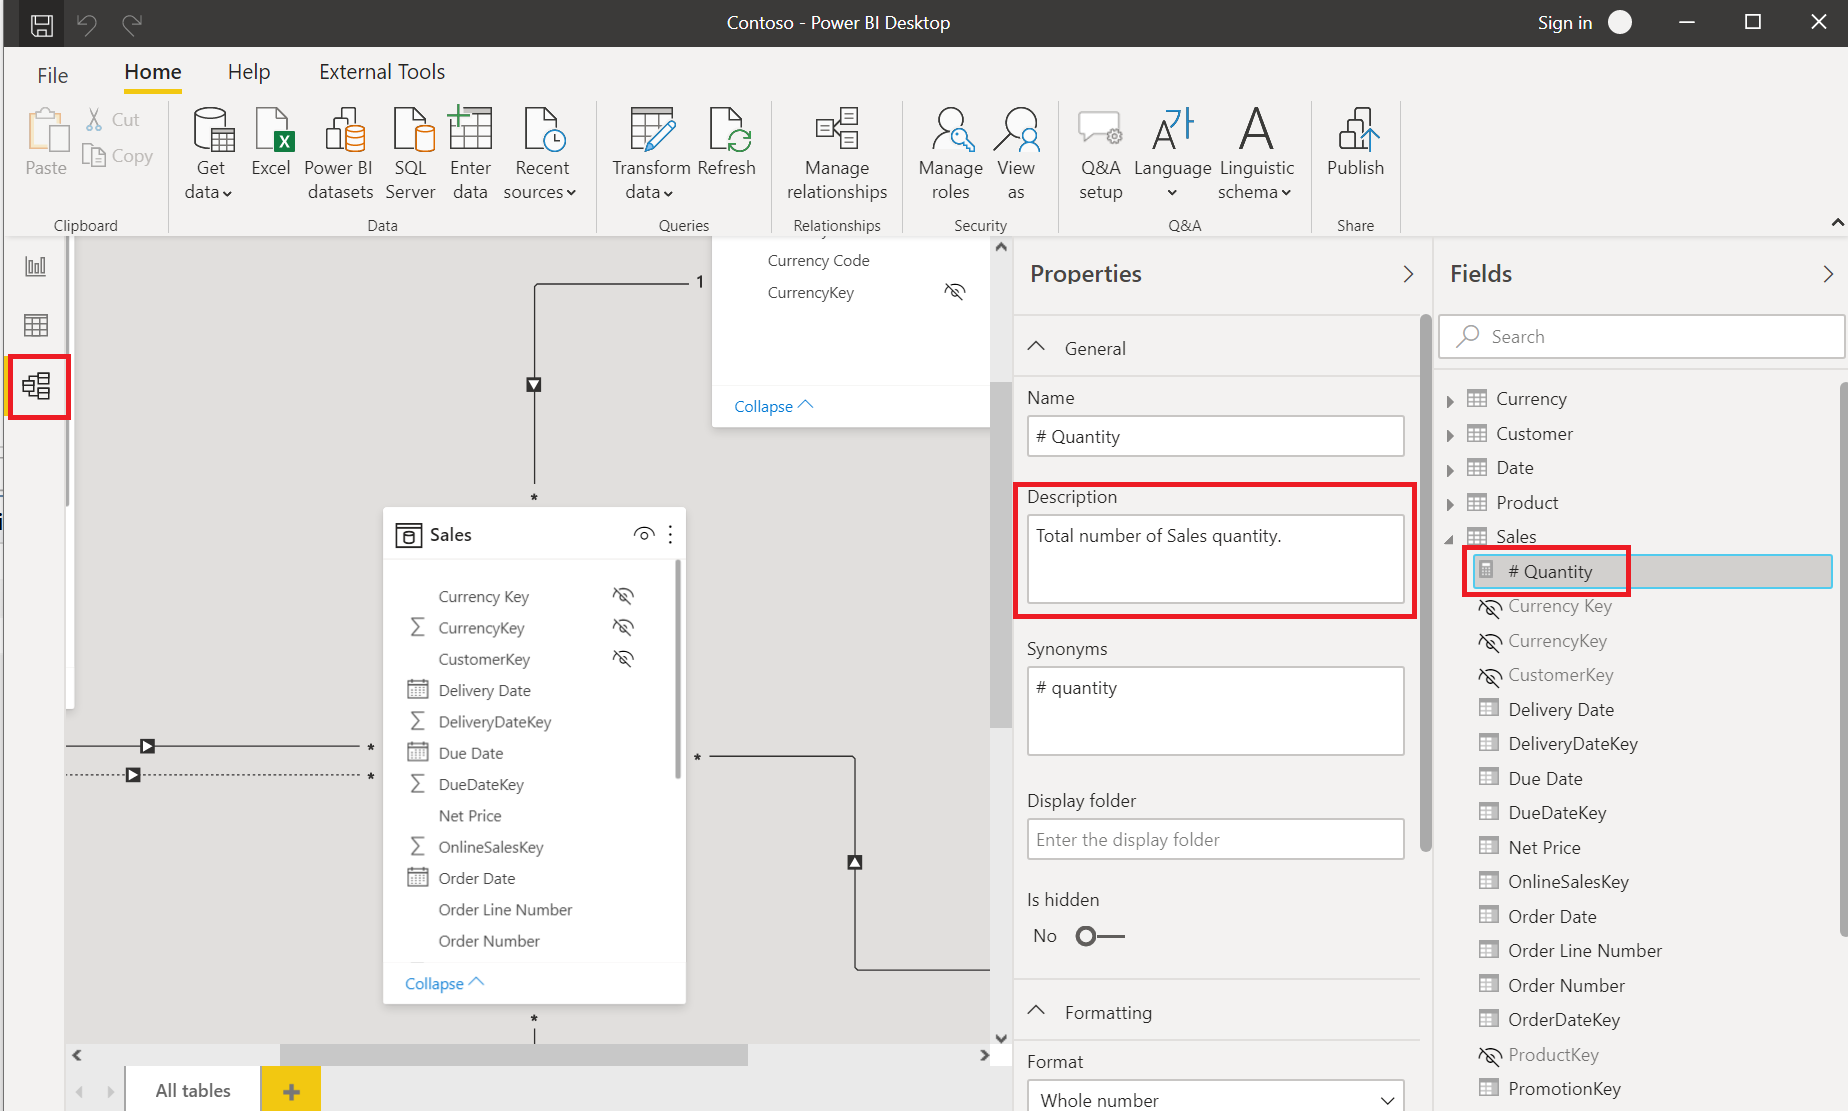 Contoso - Power BI Desktop
Sign in
File
Home
Help
External Tools
Paste
Cut
Copy
Clipboard
Get data
Excel
Power BI datasets
SQL Server
Enter data
Recent sources
Data
Transform data
Refresh
Queries
Manage relationships
Relationships
Manage roles
View as
Security
Q&A setup
Language
Linguistic schema
Q&A
Publish
Share
Currency Code
CurrencyKey
Collapse
1
*
Sales
Currency Key
CurrencyKey
CustomerKey
Delivery Date
DeliveryDateKey
Due Date
DueDateKey
Net Price
OnlineSalesKey
Order Date
Order Line Number
Order Number
Collapse
*
*
*
*
All tables
+
Properties
General
Name
# Quantity
Description
Total number of Sales quantity.
Synonyms
# quantity
Display folder
Enter the display folder
Is hidden
No
Formatting
Format
Whole number
Fields
Search
Currency
Customer
Date
Product
Sales
# Quantity
Currency Key
CurrencyKey
CustomerKey
Delivery Date
DeliveryDateKey
Due Date
DueDateKey
Net Price
OnlineSalesKey
Order Date
Order Line Number
Order Number
OrderDateKey
ProductKey
PromotionKey